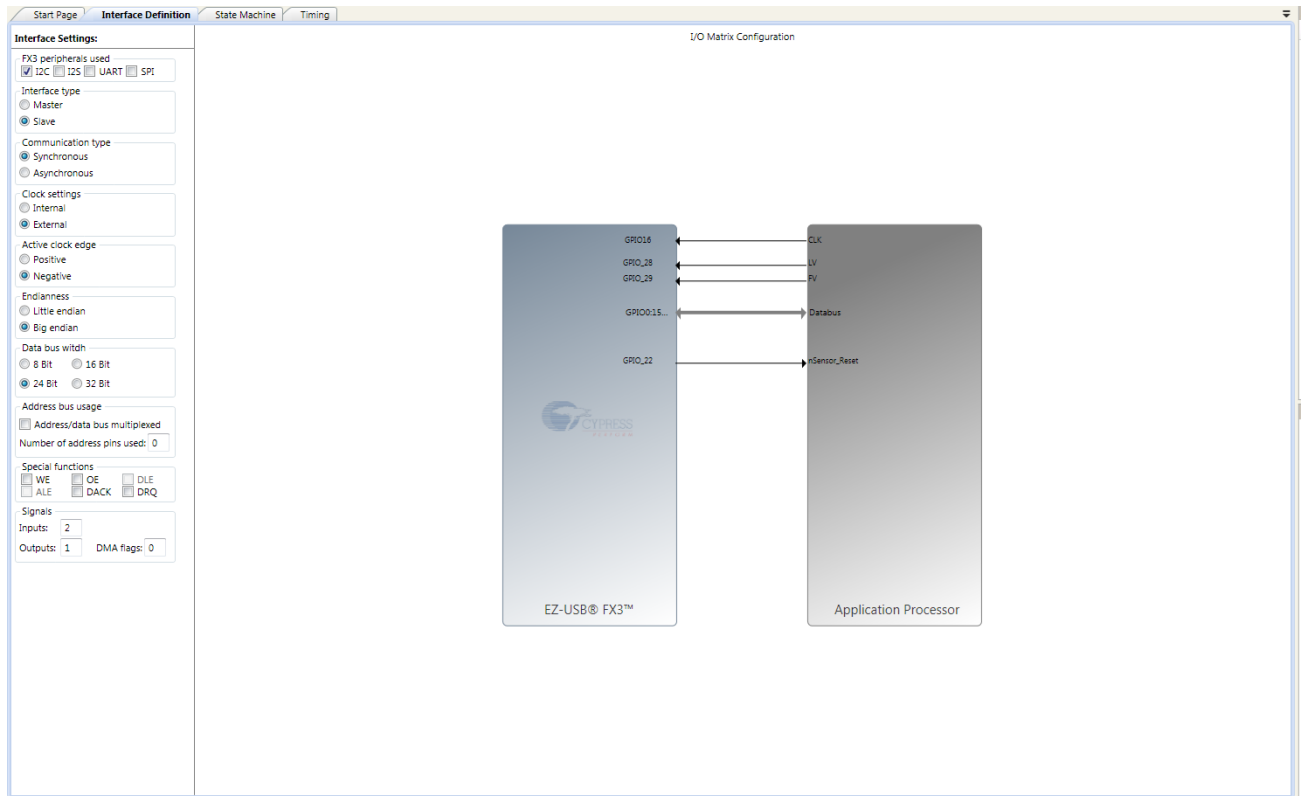 Start Page Interface Definition State Machine Timing
Interface Settings:
I/O Matrix Configuration
FX3 peripherals used
I2C I2S UART SPI
Interface type
Master
Slave
Communication type
Synchronous
Asynchronous
Clock settings
Internal
External
Active clock edge
Positive
Negative
Endianness
Little endian
Big endian
Data bus witdh
8 Bit 16 Bit
24 Bit 32 Bit
Address bus usage
Address/data bus multiplexed
Number of address pins used: 0
Special functions
WE OE DLE
ALE DACK DRQ
Signals
Inputs: 2
Outputs: 1 DMA flags: 0
GPIO16 CLK
GPIO_28 LV
GPIO_29 FV
GPIO0:15... Databus
GPIO_22 nSensor_Reset
CYPRESS
PERFORM
EZ-USB® FX3™ Application Processor